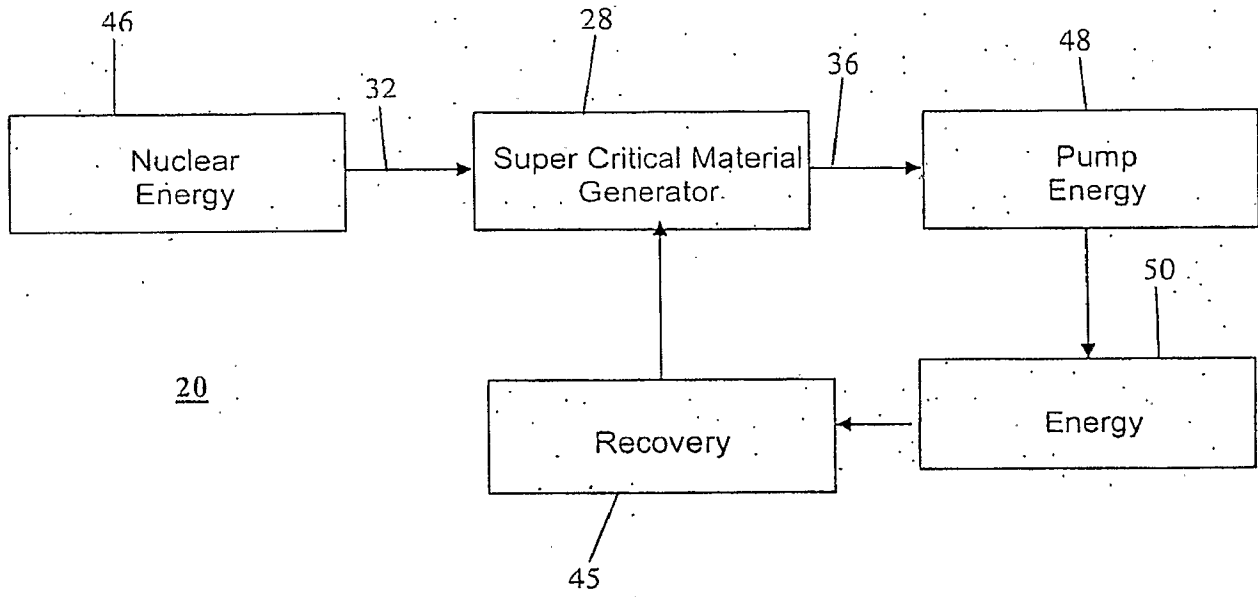 46
28
48
32
36
Nuclear
Energy
Super Critical Material
Generator
Pump
Energy
50
20
Recovery
Energy
45